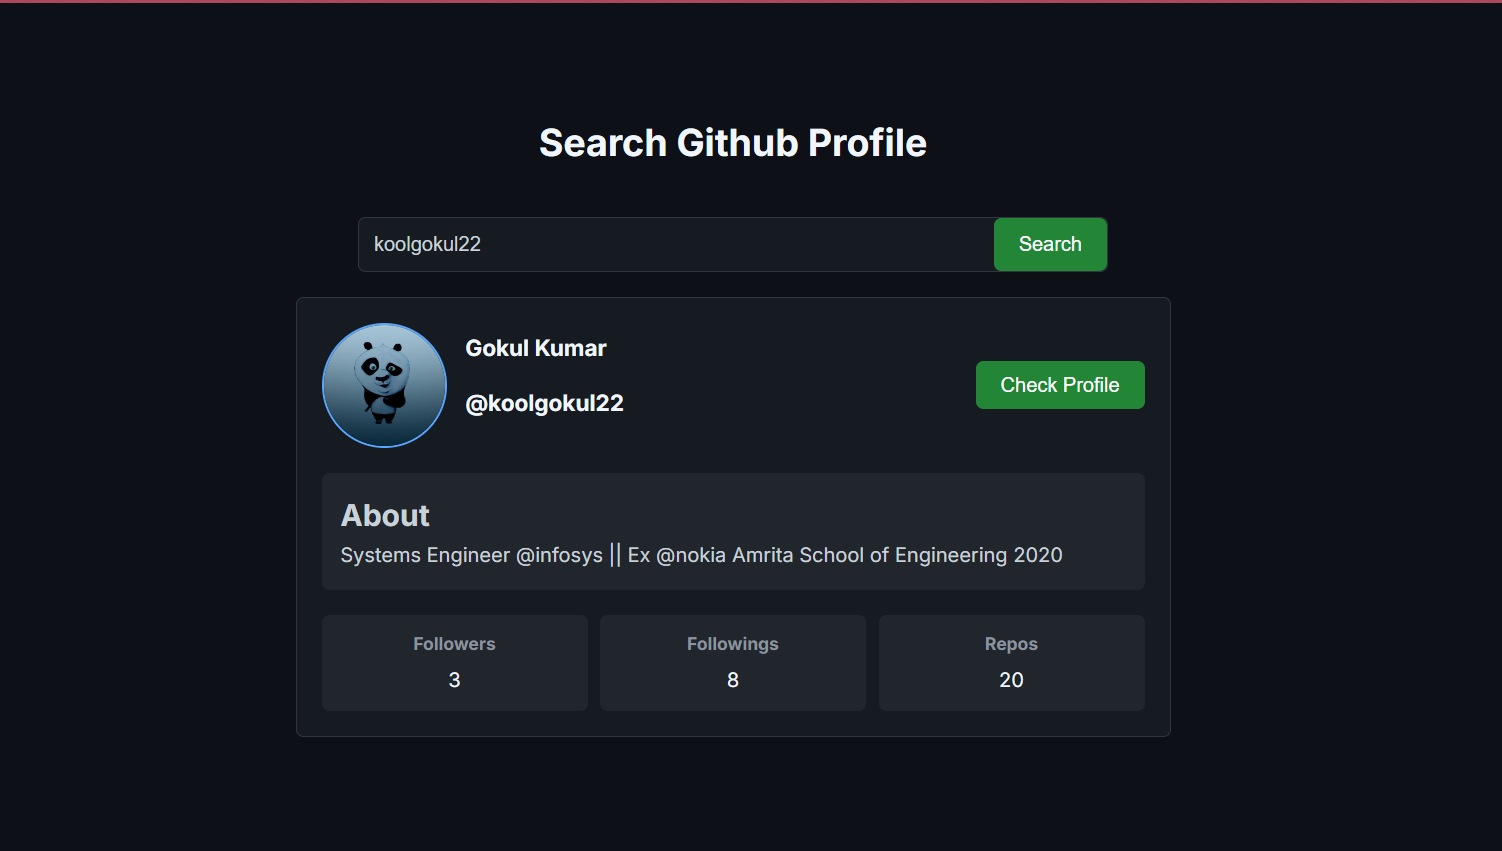 Search Github Profile
koolgokul22
Search
Gokul Kumar
@koolgokul22
Check Profile
About
Systems Engineer @infosys || Ex @nokia Amrita School of Engineering 2020
Followers
3
Followings
8
Repos
20